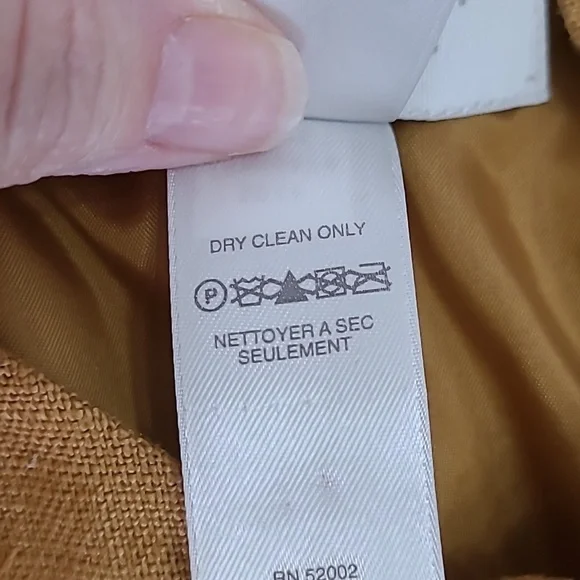 DRY CLEAN ONLY
P
NETTOYER A SEC
SEULEMENT
RN 52002